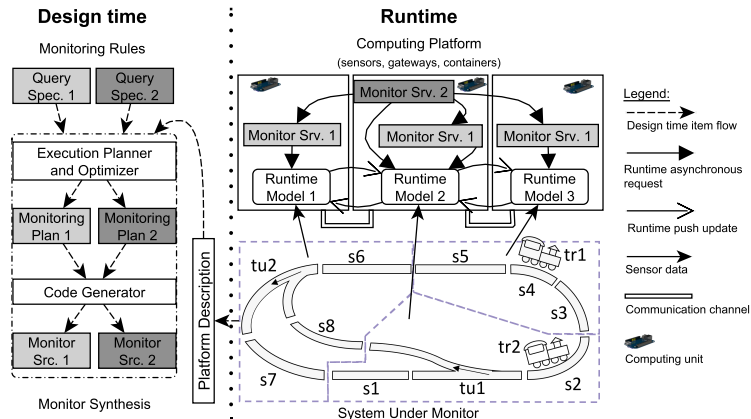 Design time
Monitoring Rules
Query
Spec. 1
Query
Spec. 2
Execution Planner
and Optimizer
Monitoring
Plan 1
Monitoring
Plan 2
Code Generator
Monitor
Src. 1
Monitor
Src. 2
Monitor Synthesis
Platform Description
Runtime
Computing Platform
(sensors, gateways, containers)
Monitor Srv. 2
Monitor Srv. 1
Monitor Srv. 1
Monitor Srv. 1
Runtime
Model 1
Runtime
Model 2
Runtime
Model 3
tu2
s6
s5
tr1
s4
s3
s8
tr2
s7
s1
tu1
s2
System Under Monitor
Legend:
Design time item flow
Runtime asynchronous
request
Runtime push update
Sensor data
Communication channel
Computing unit